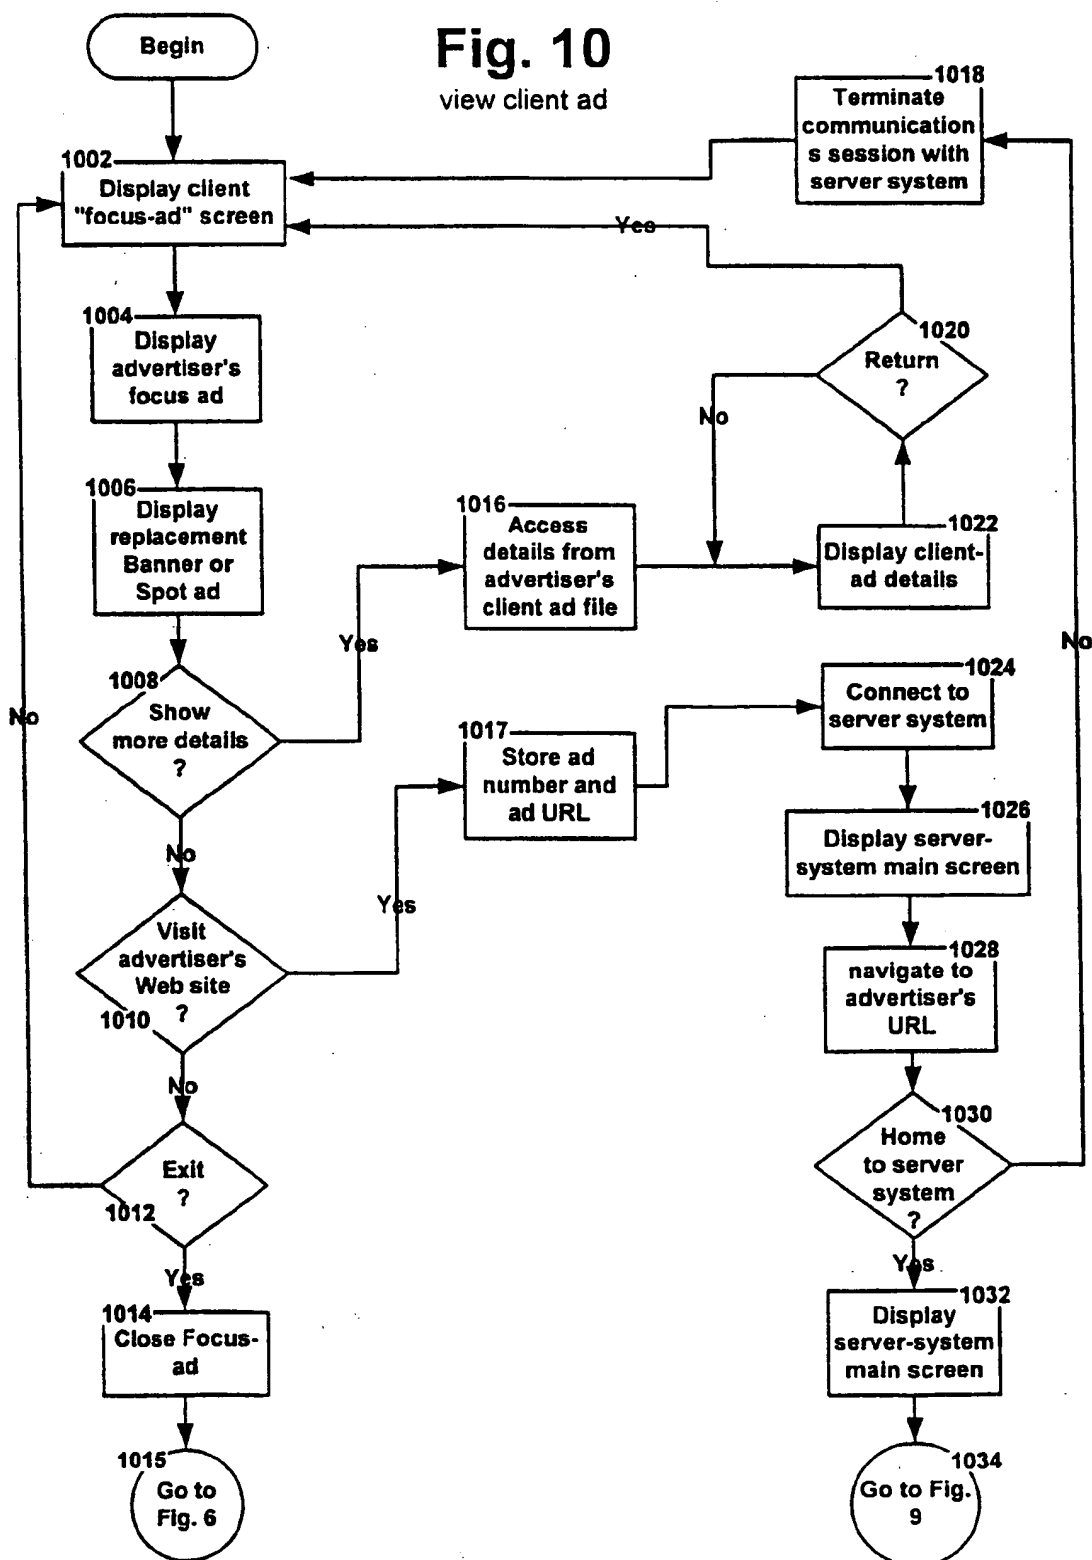 Begin
Fig. 10
view client ad
1018
Terminate
communication
s session with
server system
1002
Display client
"focus-ad" screen
Yes
1004
Display
advertiser's
focus ad
1020
Return
?
No
1006
Display
replacement
Banner or
Spot ad
1016
Access
details from
advertiser's
client ad file
1022
Display client-
ad details
Yes
No
1008
Show
more details
?
No
1017
Store ad
number and
ad URL
1024
Connect to
server system
1026
Display server-
system main screen
No
Yes
Visit
advertiser's
Web site
?
1010
1028
navigate to
advertiser's
URL
No
1030
Home
to server
system
?
Exit
?
1012
Yes
Yes
1014
Close Focus-
ad
1032
Display
server-system
main screen
1015
Go to
Fig. 6
1034
Go to Fig.
9